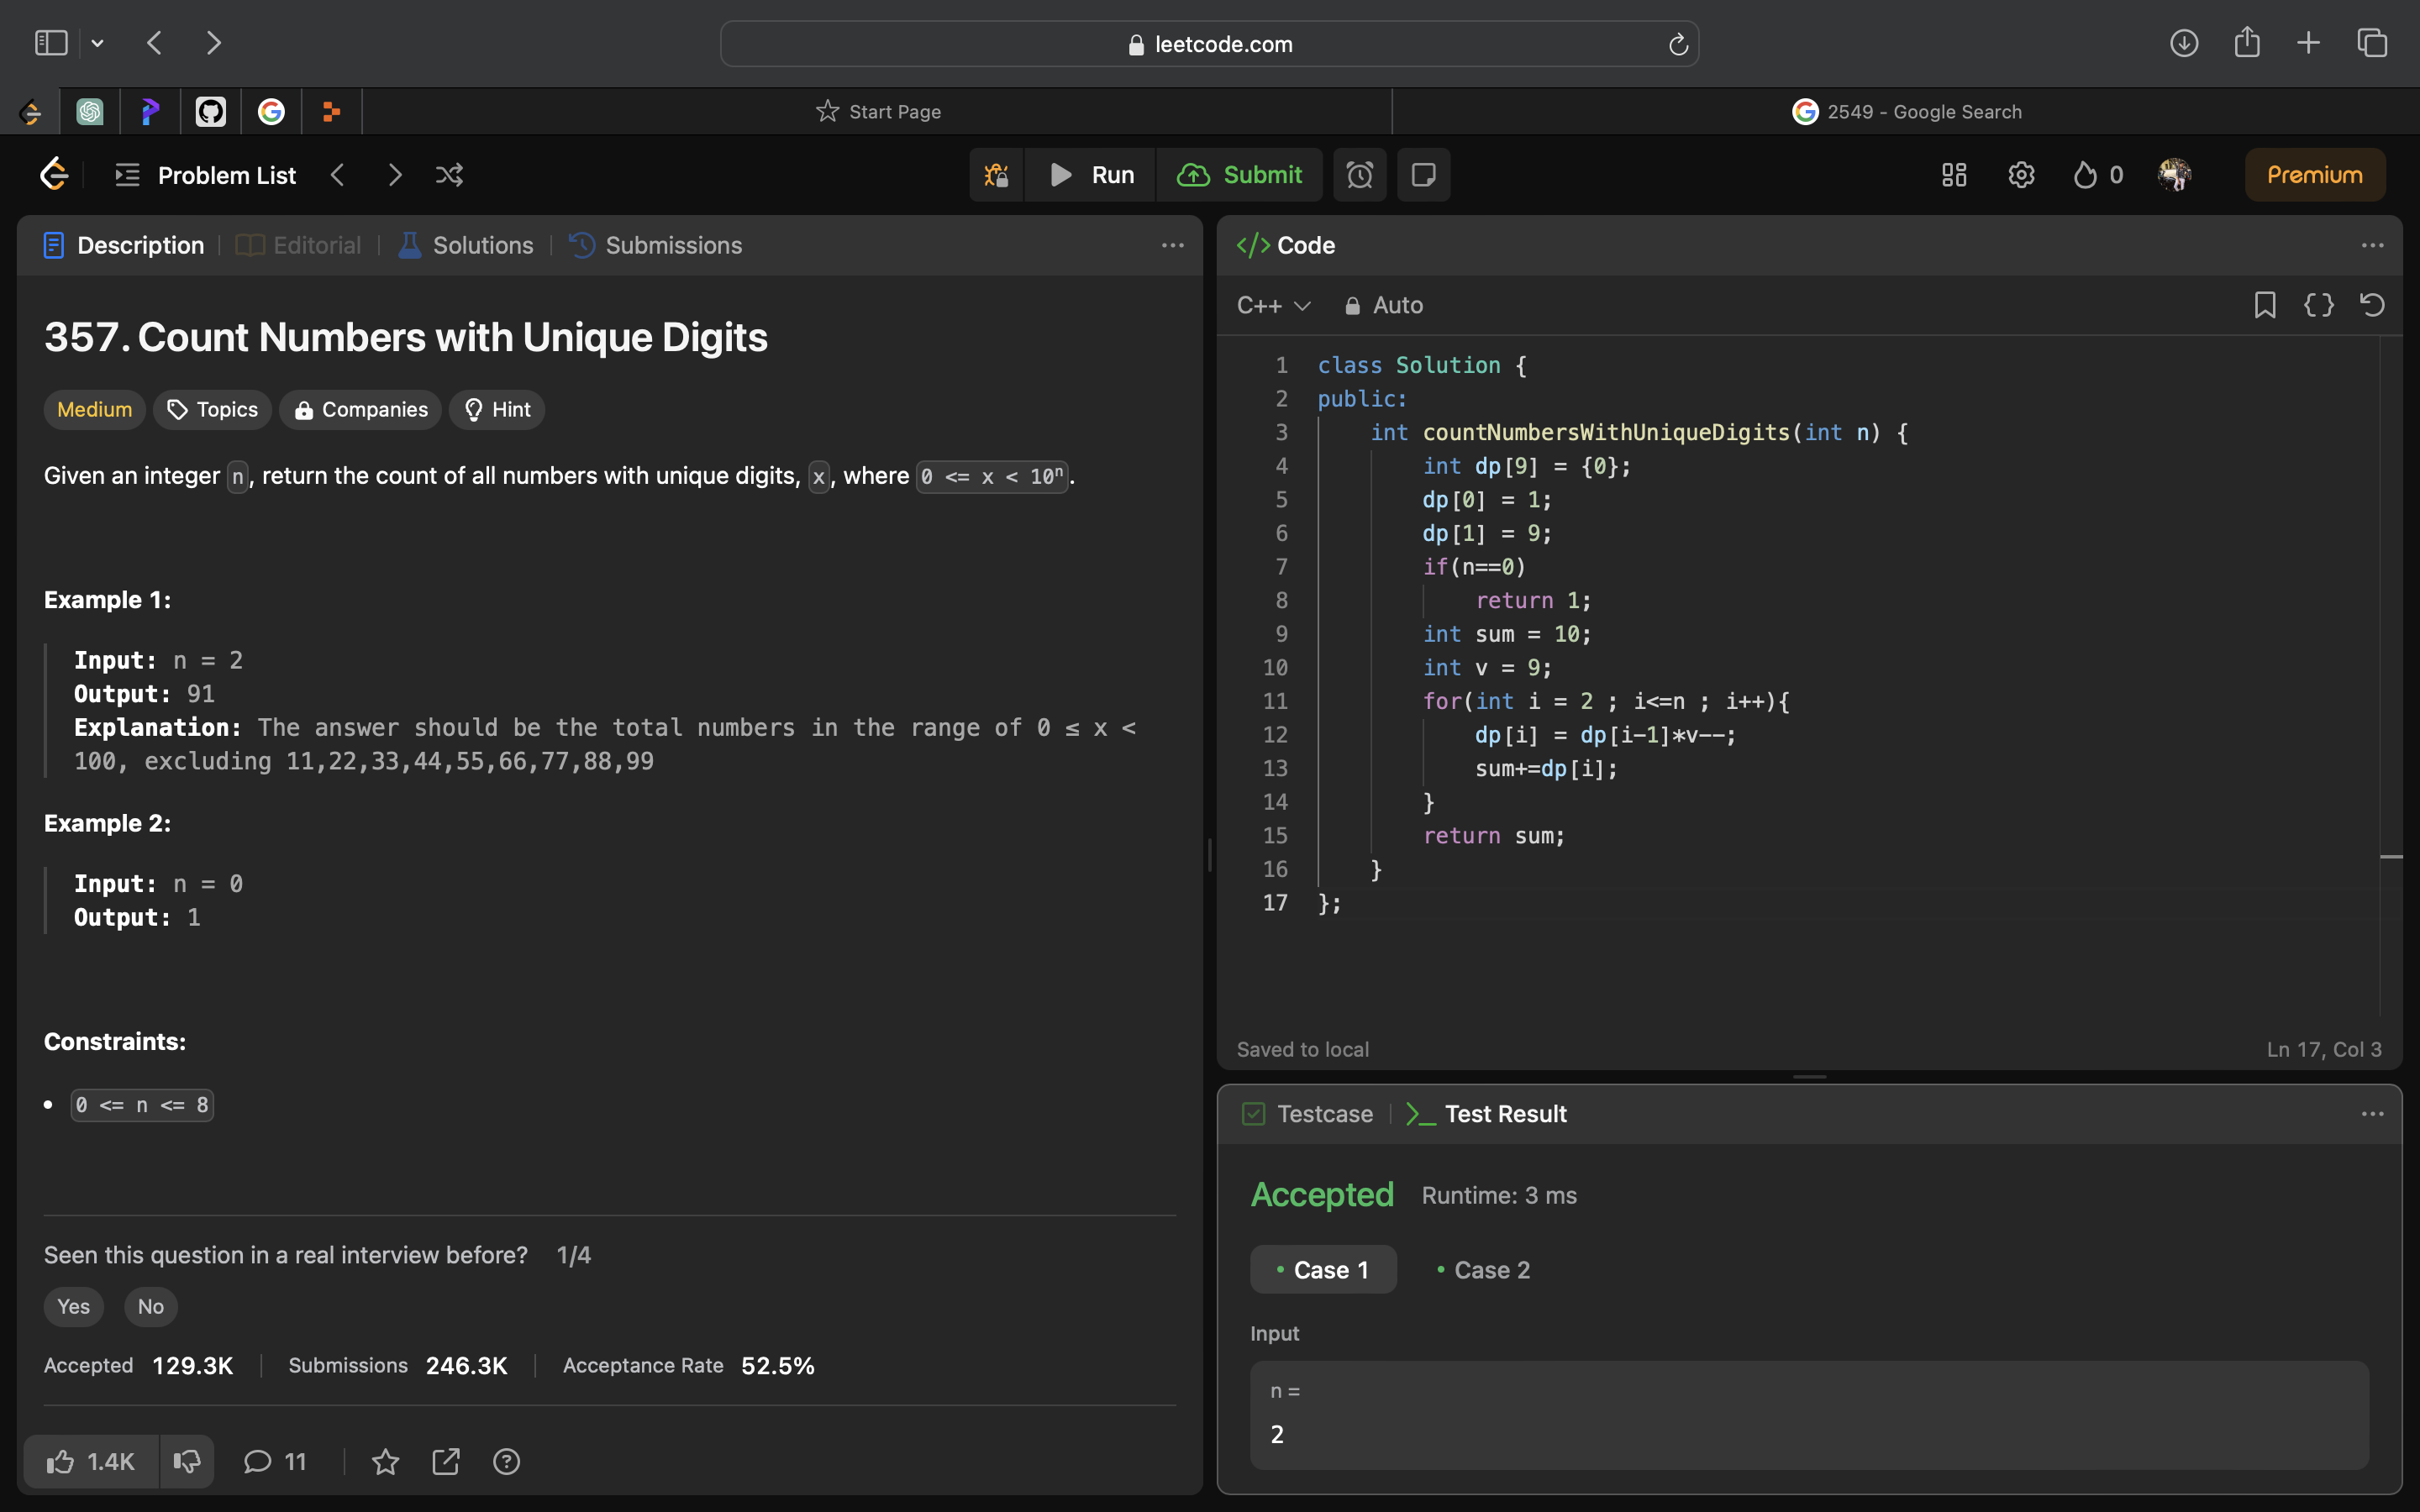 leetcode.com
Start Page
2549 - Google Search
Problem List
Run
Submit
0
Premium
Description
Editorial
Solutions
Submissions
357. Count Numbers with Unique Digits
Medium
Topics
Companies
Hint
Given an integer n, return the count of all numbers with unique digits, x, where 0 <= x < 10ⁿ.
Example 1:
Input: n = 2
Output: 91
Explanation: The answer should be the total numbers in the range of 0 ≤ x <
100, excluding 11,22,33,44,55,66,77,88,99
Example 2:
Input: n = 0
Output: 1
Constraints:
• 0 <= n <= 8
Seen this question in a real interview before? 1/4
Yes
No
Accepted 129.3K
Submissions 246.3K
Acceptance Rate 52.5%
1.4K
11
</> Code
C++
Auto
1 class Solution {
2 public:
3     int countNumbersWithUniqueDigits(int n) {
4         int dp[9] = {0};
5         dp[0] = 1;
6         dp[1] = 9;
7         if(n==0)
8             return 1;
9         int sum = 10;
10         int v = 9;
11         for(int i = 2 ; i<=n ; i++){
12             dp[i] = dp[i-1]*v--;
13             sum+=dp[i];
14         }
15         return sum;
16     }
17 };
Saved to local
Ln 17, Col 3
Testcase
>_ Test Result
Accepted
Runtime: 3 ms
• Case 1
• Case 2
Input
n =
2